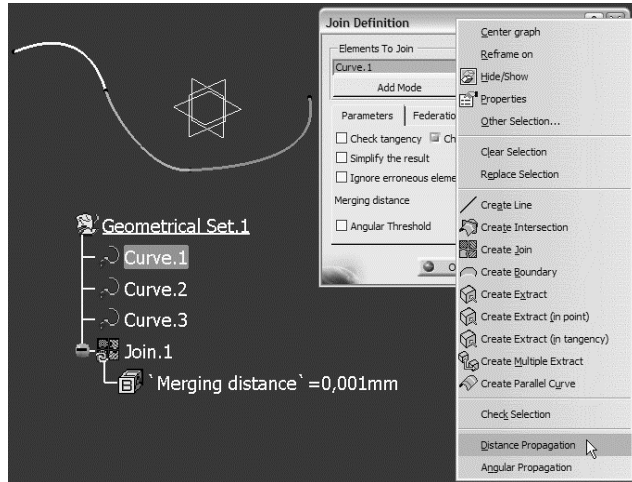 Join Definition
Elements To Join
Curve.1
Add Mode
Parameters
Check tangency
Simplify the result
Ignore erroneous
Merging distance
Angular Threshold
Center graph
Reframe on
Hide/Show
Properties
Other Selection...
Clear Selection
Replace Selection
Create Line
Create Intersection
Create Join
Create Boundary
Create Extract
Create Extract (in point)
Create Extract (in tangency)
Create Multiple Extract
Create Parallel Curve
Check Selection
Distance Propagation
Angular Propagation
Geometrical Set.1
Curve.1
Curve.2
Curve.3
Join.1
`Merging distance`=0,001mm